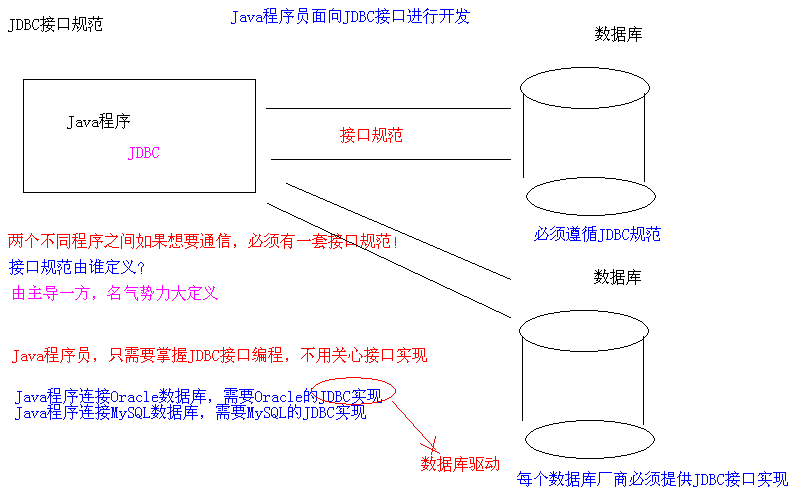 JDBC接口规范
Java程序员面向JDBC接口进行开发
数据库
Java程序
JDBC
接口规范
必须遵循JDBC规范
两个不同程序之间如果想要通信，必须有一套接口规范！
接口规范由谁定义？
由主导一方，名气势力大定义
数据库
Java程序员，只需要掌握JDBC接口编程，不用关心接口实现
Java程序连接Oracle数据库，需要Oracle的JDBC实现
Java程序连接MySQL数据库，需要MySQL的JDBC实现
数据库驱动
每个数据库厂商必须提供JDBC接口实现